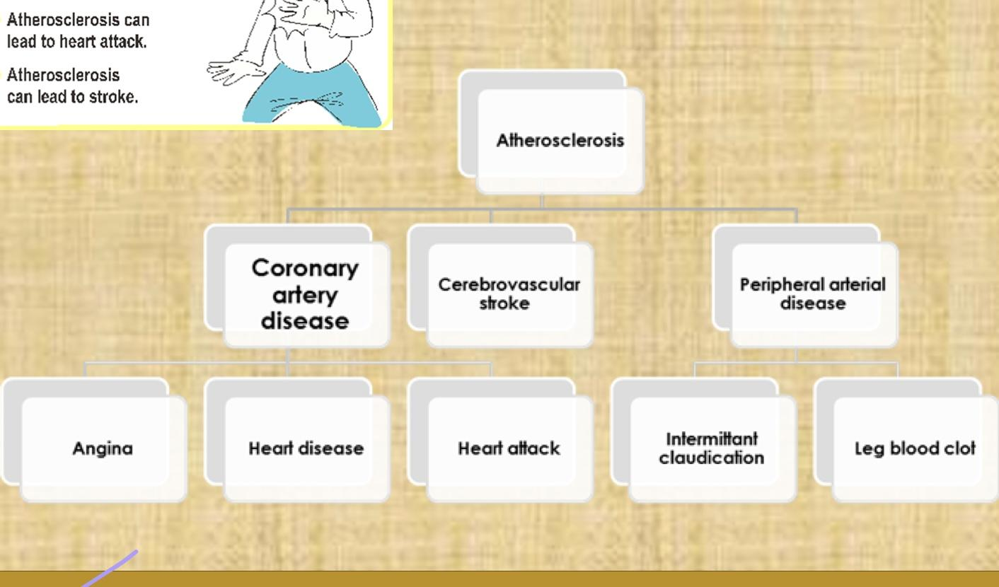 Atherosclerosis can
lead to heart attack.
Atherosclerosis
can lead to stroke.
Atherosclerosis
Coronary
artery
disease
Cerebrovascular
stroke
Peripheral arterial
disease
Angina
Heart disease
Heart attack
Intermittant
claudication
Leg blood clot